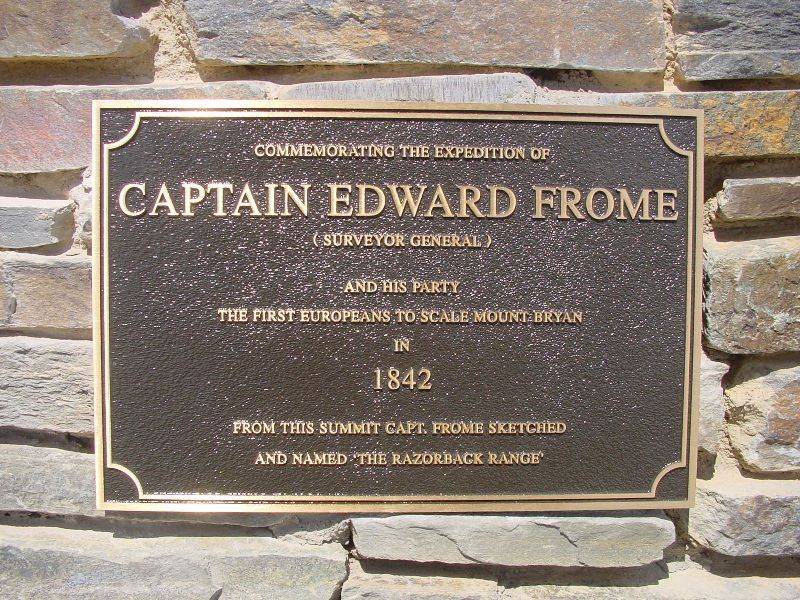 COMMEMORATING THE EXPEDITION OF
CAPTAIN EDWARD FROME
( SURVEYOR GENERAL )
AND HIS PARTY
THE FIRST EUROPEANS TO SCALE MOUNT BRYAN
IN
1842
FROM THIS SUMMIT CAPT. FROME SKETCHED
AND NAMED 'THE RAZORBACK RANGE'